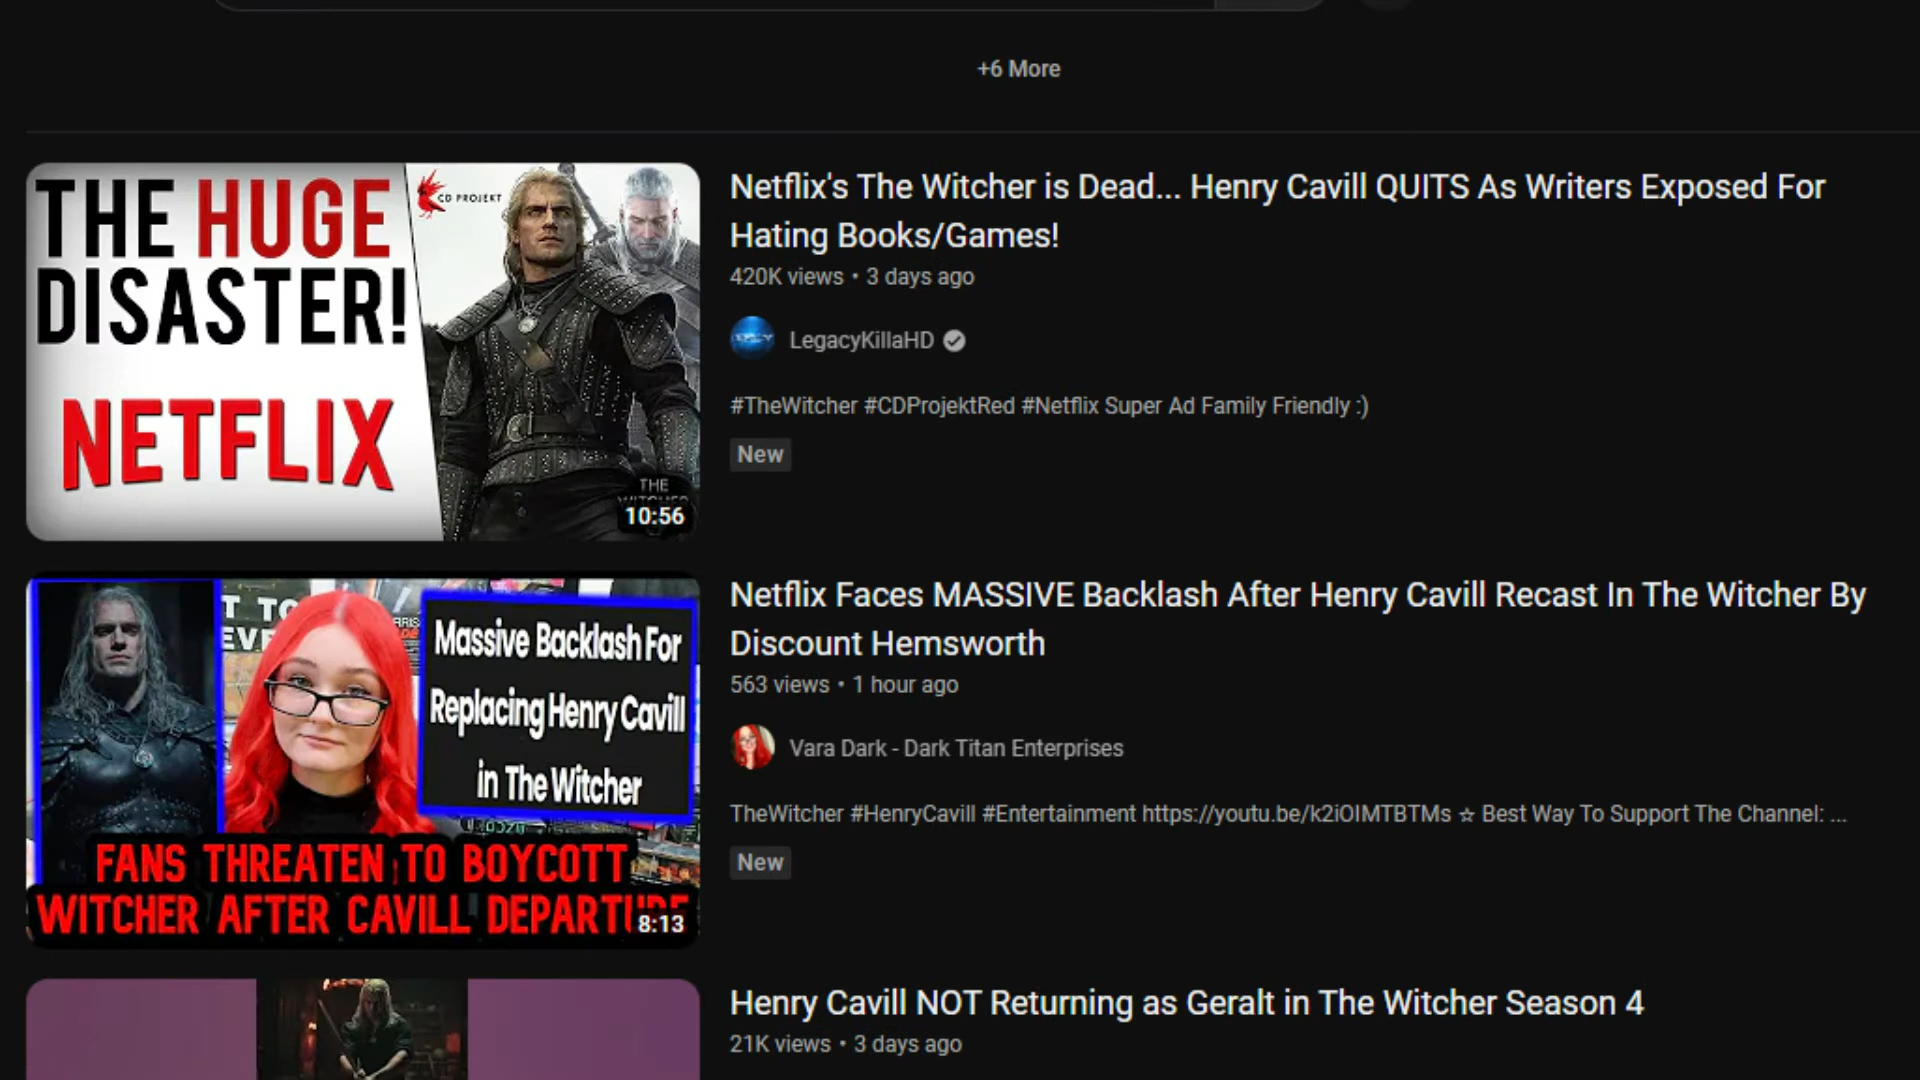 +6 More
THE HUGE
DISASTER!
NETFLIX
CD PROJEKT
THE
WITCHER
10:56
Netflix's The Witcher is Dead... Henry Cavill QUITS As Writers Exposed For
Hating Books/Games!
420K views • 3 days ago
LegacyKillaHD
#TheWitcher #CDProjektRed #Netflix Super Ad Family Friendly :)
New
T TO
EVE
Massive Backlash For
Replacing Henry Cavill
in The Witcher
FANS THREATEN TO BOYCOTT
WITCHER AFTER CAVILL DEPARTURE
8:13
Netflix Faces MASSIVE Backlash After Henry Cavill Recast In The Witcher By
Discount Hemsworth
563 views • 1 hour ago
Vara Dark - Dark Titan Enterprises
TheWitcher #HenryCavill #Entertainment https://youtu.be/k2iOIMTBTMs ☆ Best Way To Support The Channel: ...
New
Henry Cavill NOT Returning as Geralt in The Witcher Season 4
21K views • 3 days ago